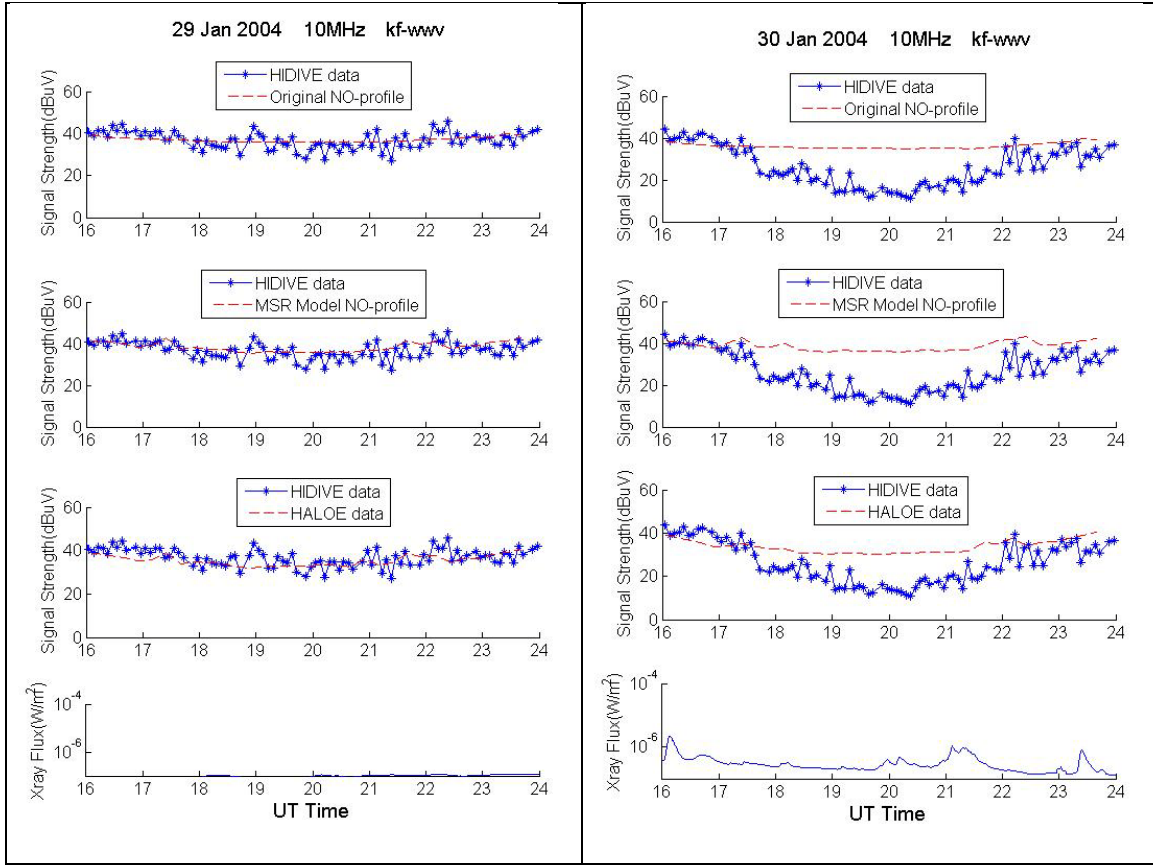 29 Jan 2004 10MHz kf-wwv
HIDIVE data
Original NO-profile
Signal Strength(dBuV)
60
40
20
0
16 17 18 19 20 21 22 23 24
HIDIVE data
MSR Model NO-profile
Signal Strength(dBuV)
60
40
20
0
16 17 18 19 20 21 22 23 24
HIDIVE data
HALOE data
Signal Strength(dBuV)
60
40
20
0
16 17 18 19 20 21 22 23 24
Xray Flux(W/m²)
10⁻⁴
10⁻⁶
16 17 18 19 20 21 22 23 24
UT Time
30 Jan 2004 10MHz kf-wwv
HIDIVE data
Original NO-profile
Signal Strength(dBuV)
60
40
20
0
16 17 18 19 20 21 22 23 24
HIDIVE data
MSR Model NO-profile
Signal Strength(dBuV)
60
40
20
0
16 17 18 19 20 21 22 23 24
HIDIVE data
HALOE data
Signal Strength(dBuV)
60
40
20
0
16 17 18 19 20 21 22 23 24
Xray Flux(W/m²)
10⁻⁴
10⁻⁶
16 17 18 19 20 21 22 23 24
UT Time